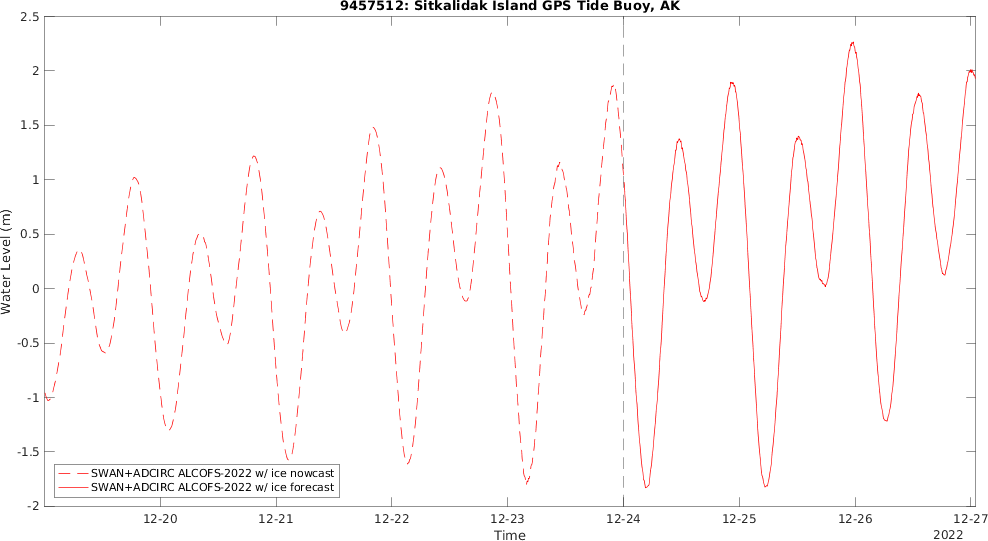 9457512: Sitkalidak Island GPS Tide Buoy, AK
2.5
2
1.5
1
0.5
0
-0.5
-1
-1.5
-2
Water Level (m)
SWAN+ADCIRC ALCOFS-2022 w/ ice nowcast
SWAN+ADCIRC ALCOFS-2022 w/ ice forecast
12-20 12-21 12-22 12-23 12-24 12-25 12-26 12-27
Time
2022